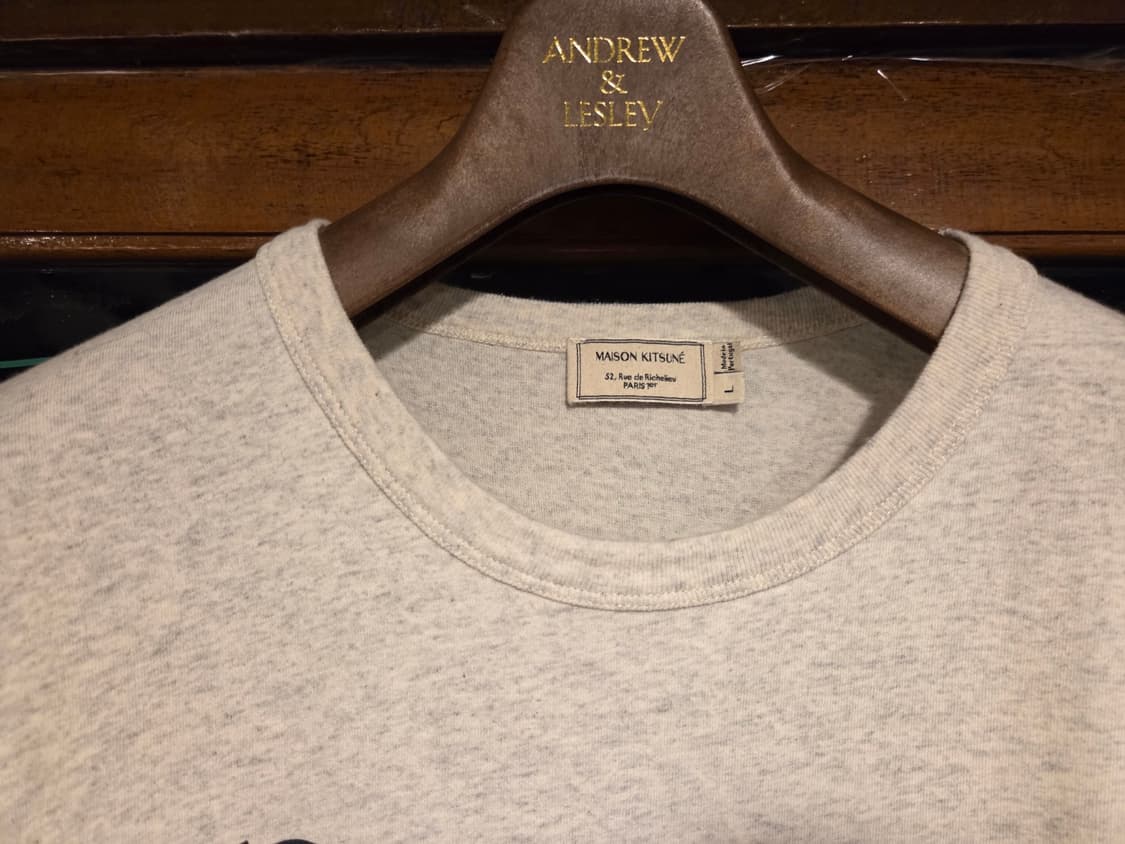 ANDREW
&
LESLEY
MAISON KITSUNÉ
52, Rue de Richelieu
PARIS 1er
Made in
Portugal
L